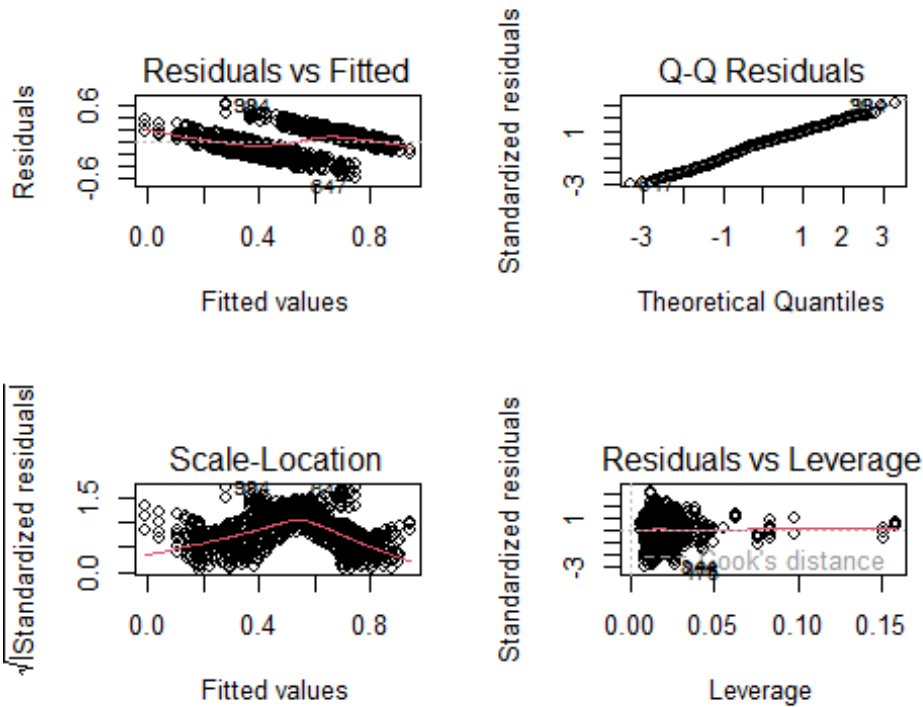 Residuals vs Fitted
Residuals
0.6
-0.6
0.0 0.4 0.8
Fitted values
Q-Q Residuals
Standardized residuals
1
-3
-3 -1 1 2 3
Theoretical Quantiles
Scale-Location
√|Standardized residuals|
1.5
0.0
0.0 0.4 0.8
Fitted values
Residuals vs Leverage
Standardized residuals
1
-3
Cook's distance
0.00 0.05 0.10 0.15
Leverage